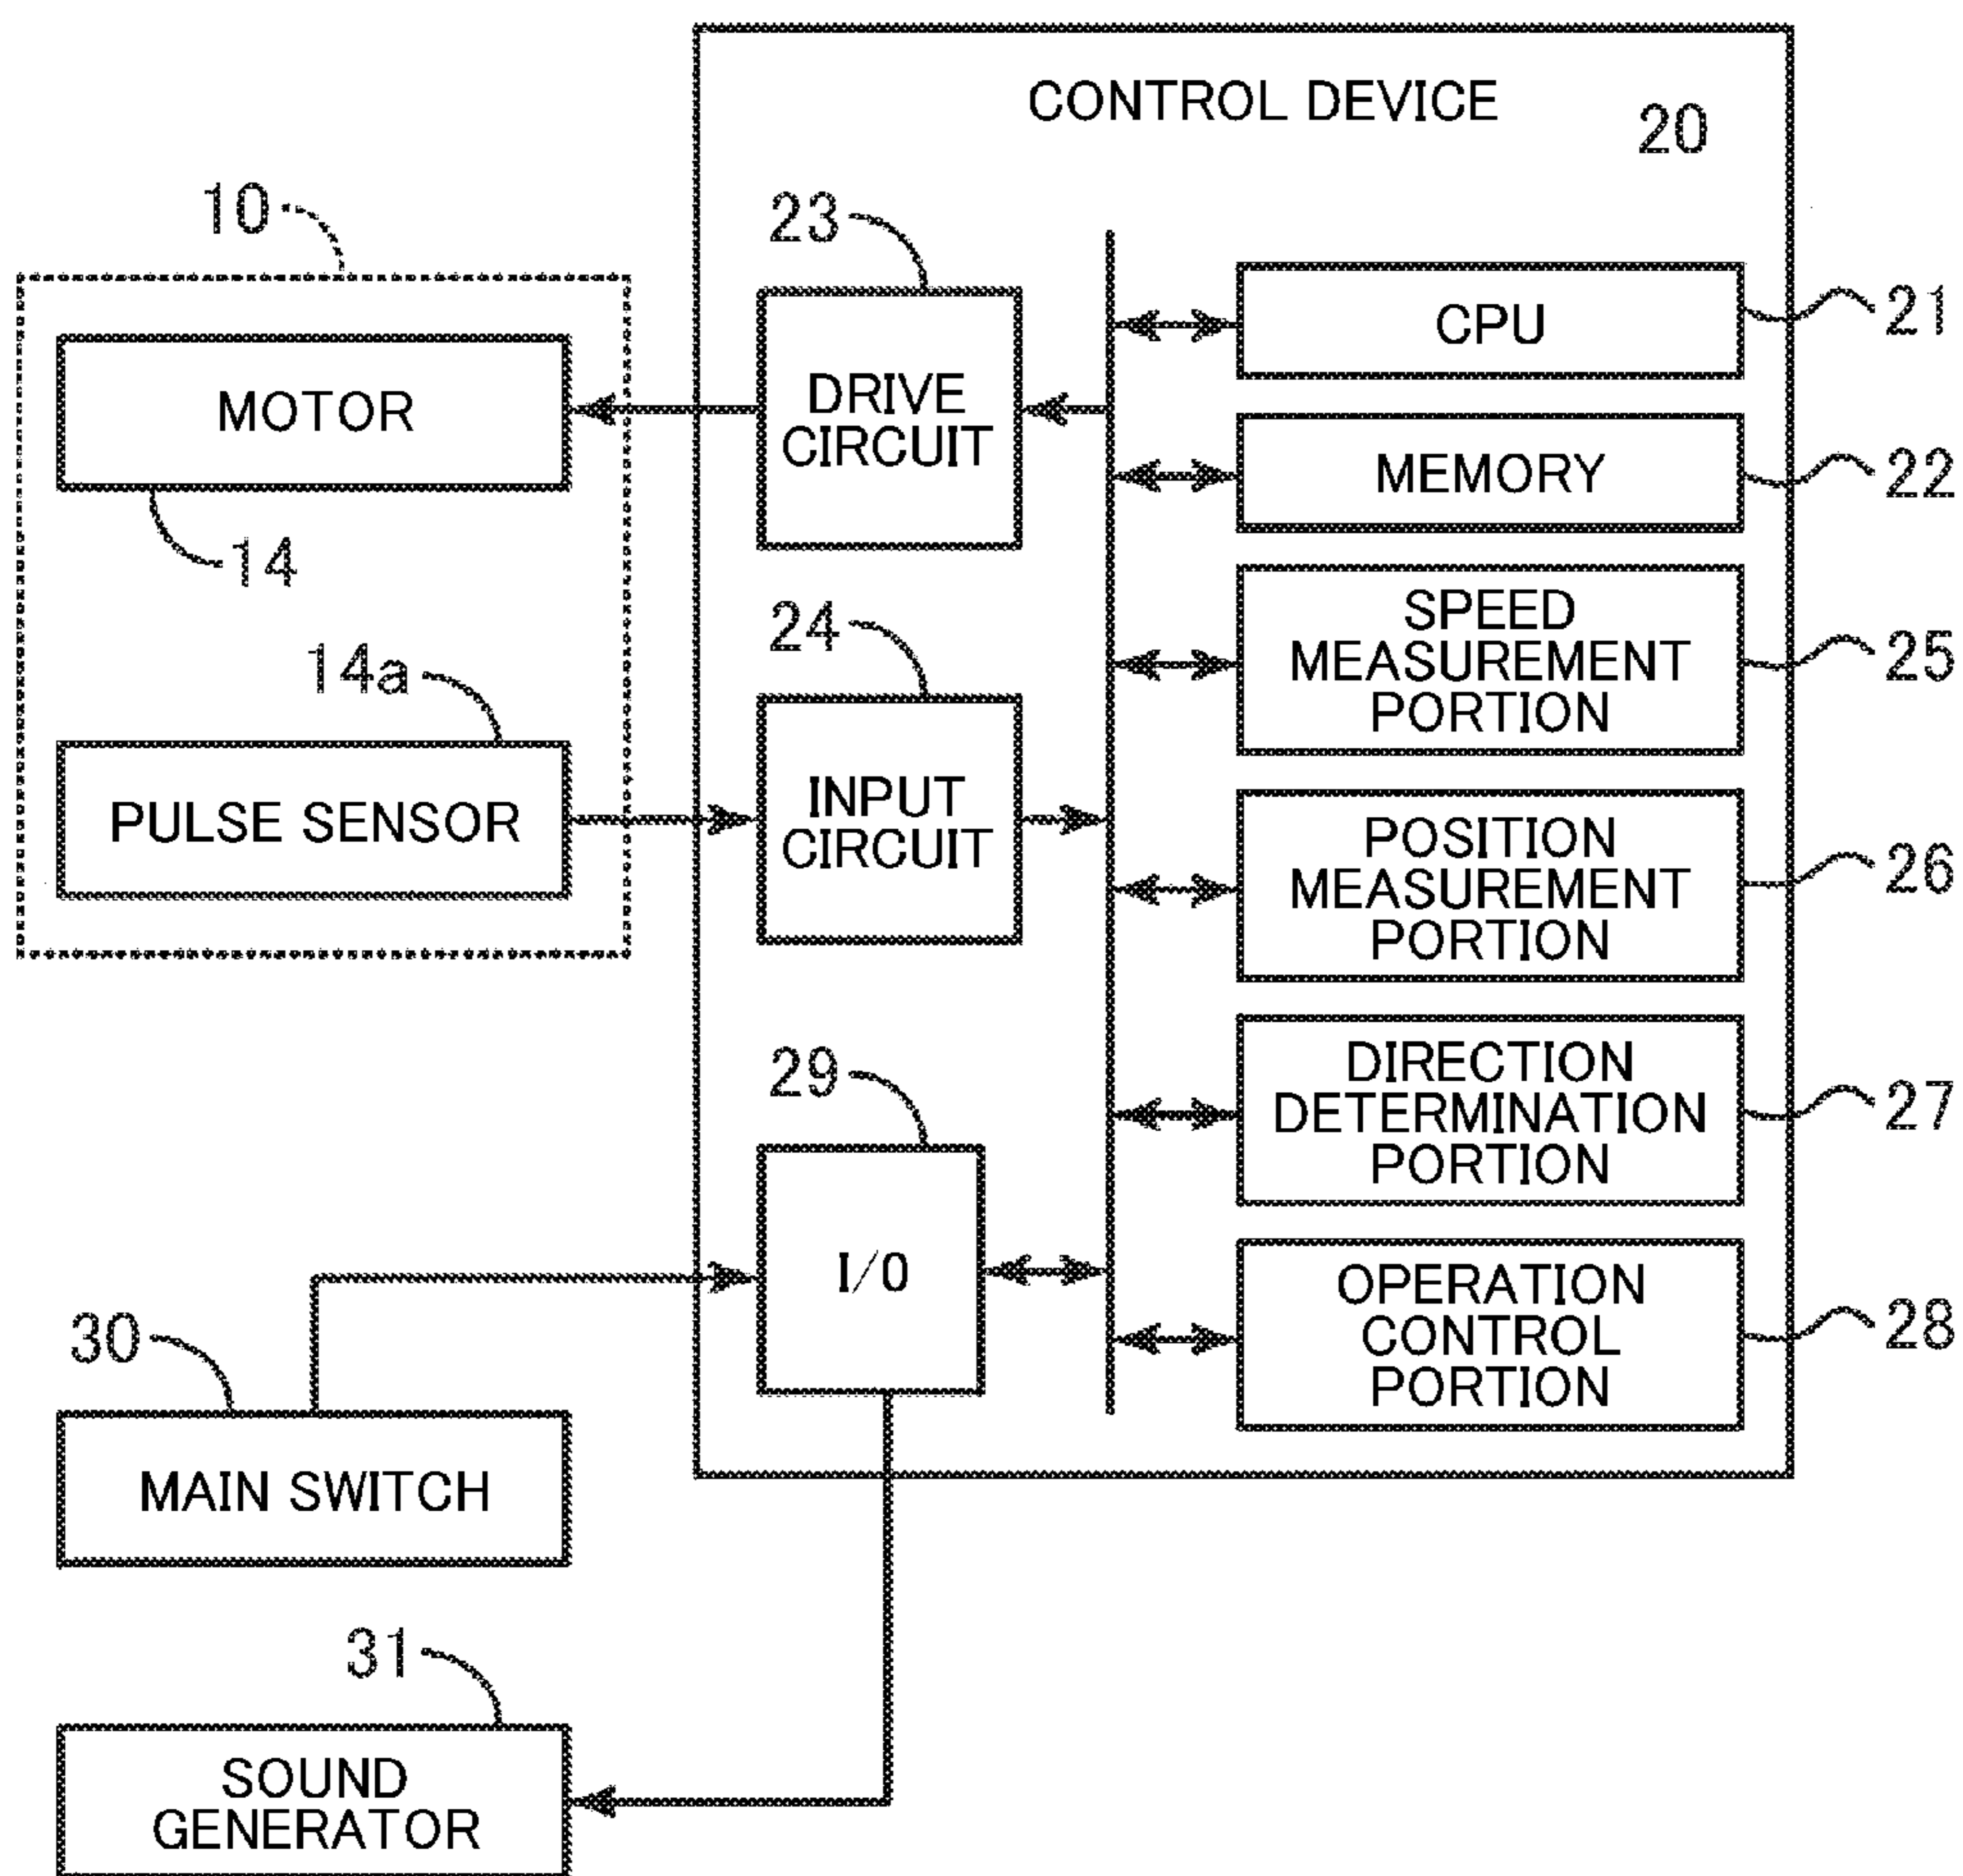 CONTROL DEVICE
20
10
23
21
CPU
MOTOR
DRIVE
CIRCUIT
MEMORY
22
14
SPEED
MEASUREMENT
PORTION
25
24
14a
PULSE SENSOR
INPUT
CIRCUIT
POSITION
MEASUREMENT
PORTION
26
29
DIRECTION
DETERMINATION
PORTION
27
I/O
30
OPERATION
CONTROL
PORTION
28
MAIN SWITCH
31
SOUND
GENERATOR